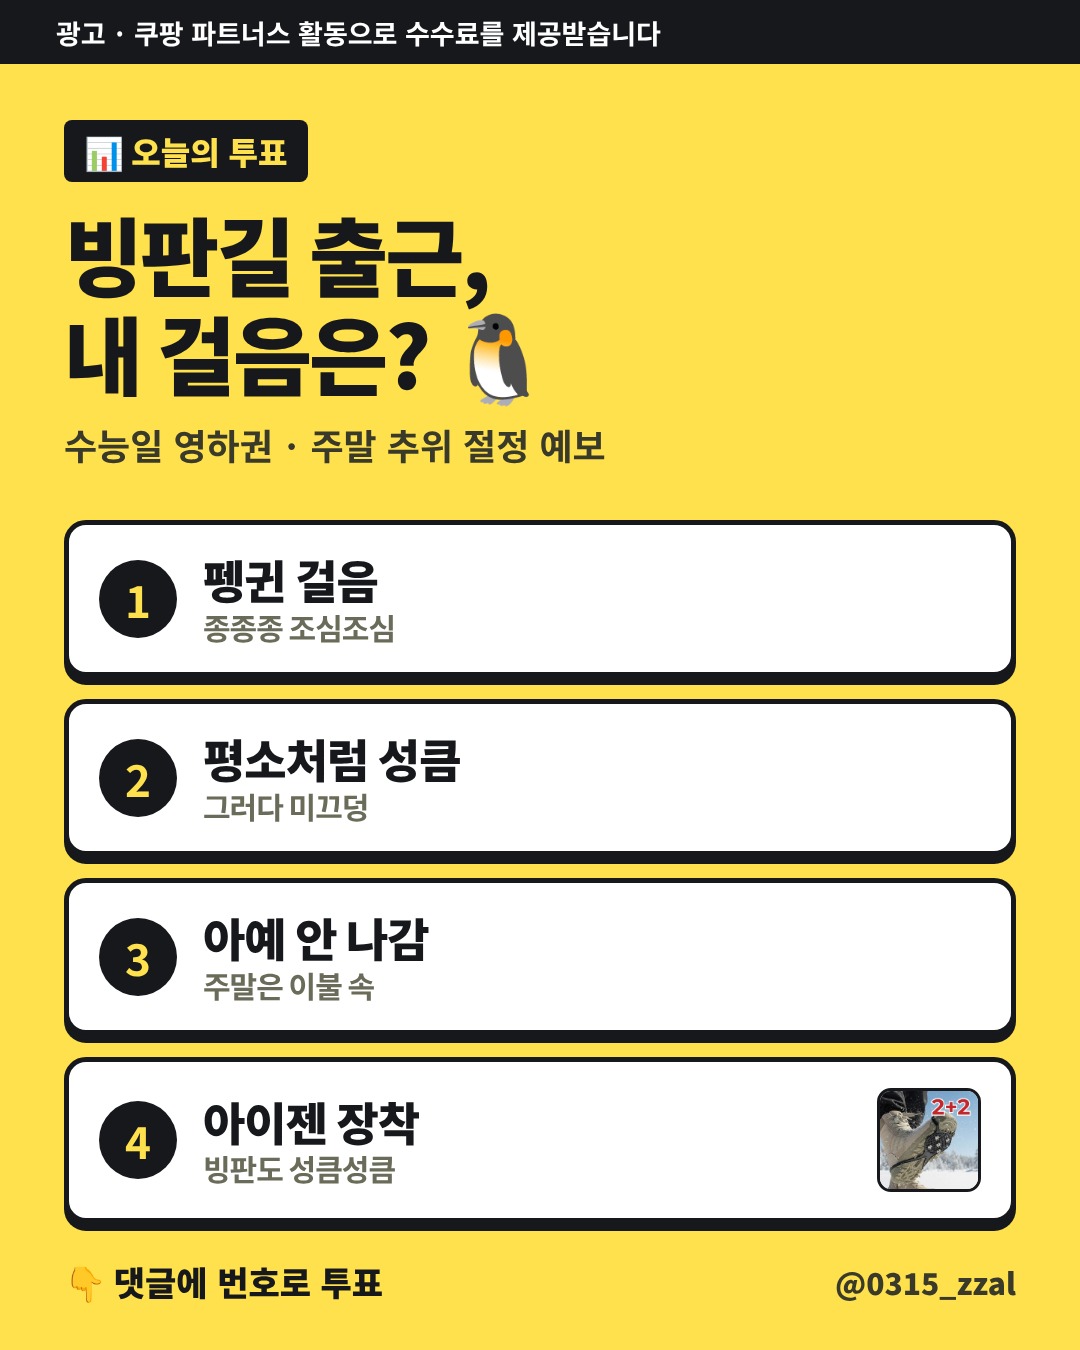 광고 · 쿠팡 파트너스 활동으로 수수료를 제공받습니다
📊 오늘의 투표
빙판길 출근,
내 걸음은? 🐧
수능일 영하권 · 주말 추위 절정 예보
1 펭귄 걸음
종종종 조심조심
2 평소처럼 성큼
그러다 미끄덩
3 아예 안 나감
주말은 이불 속
4 아이젠 장착
빙판도 성큼성큼
2+2
👇 댓글에 번호로 투표
@0315_zzal